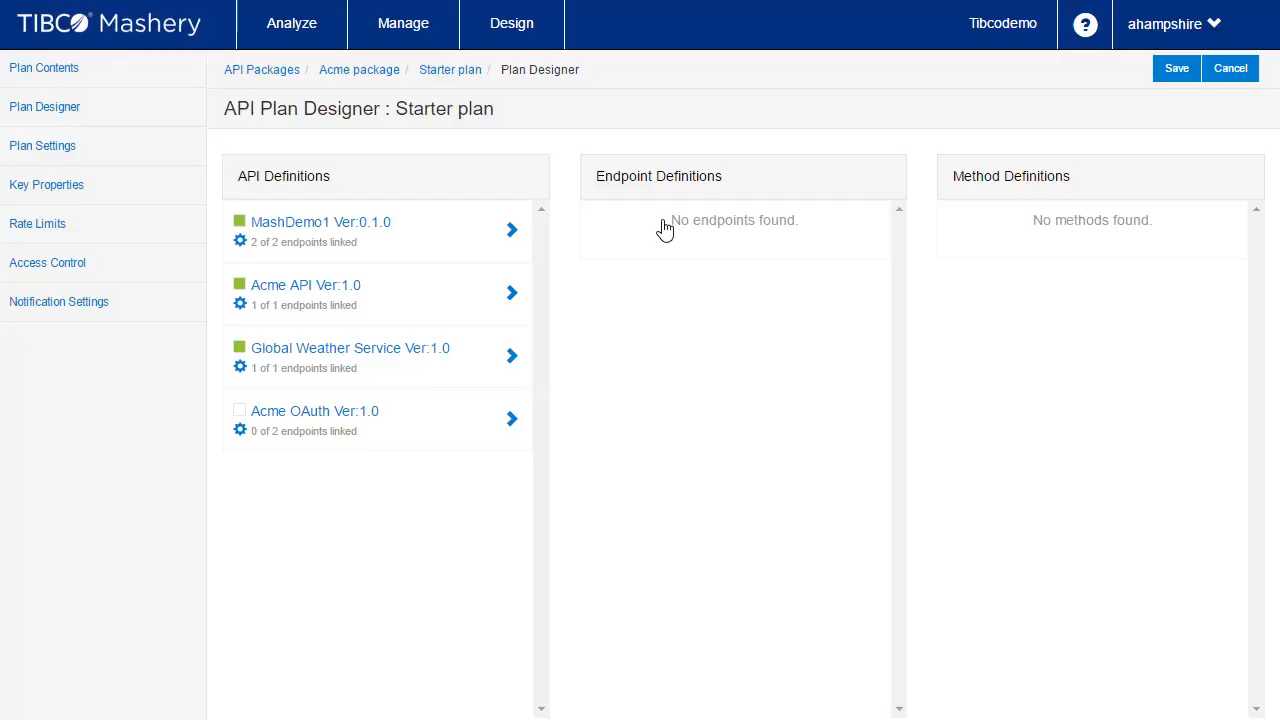 TIBCO® Mashery
Analyze
Manage
Design
Tibcodemo
?
ahampshire
Plan Contents
Plan Designer
Plan Settings
Key Properties
Rate Limits
Access Control
Notification Settings
API Packages / Acme package / Starter plan / Plan Designer
Save
Cancel
API Plan Designer : Starter plan
API Definitions
MashDemo1 Ver:0.1.0
2 of 2 endpoints linked
Acme API Ver:1.0
1 of 1 endpoints linked
Global Weather Service Ver:1.0
1 of 1 endpoints linked
Acme OAuth Ver:1.0
0 of 2 endpoints linked
Endpoint Definitions
No endpoints found.
Method Definitions
No methods found.